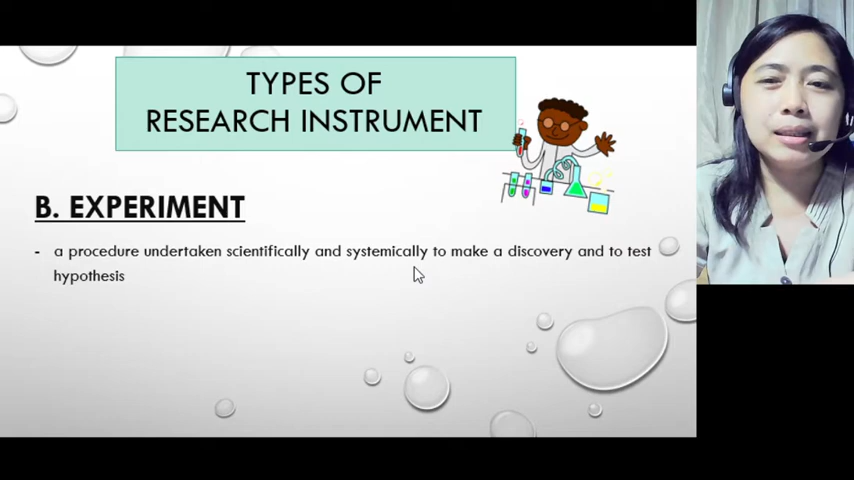 TYPES OF
RESEARCH INSTRUMENT
B. EXPERIMENT
- a procedure undertaken scientifically and systemically to make a discovery and to test
hypothesis